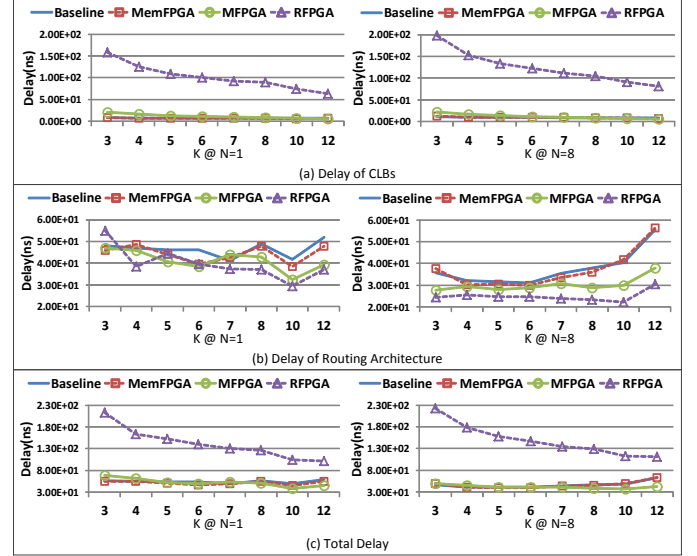 Baseline MemFPGA MFPGA RFPGA
Baseline MemFPGA MFPGA RFPGA
Delay(ns)
2.00E+02
1.50E+02
1.00E+02
5.00E+01
0.00E+00
3 4 5 6 7 8 10 12
K @ N=1
2.00E+02
1.50E+02
1.00E+02
5.00E+01
0.00E+00
3 4 5 6 7 8 10 12
K @ N=8
(a) Delay of CLBs
Baseline MemFPGA MFPGA RFPGA
Baseline MemFPGA MFPGA RFPGA
Delay(ns)
6.00E+01
5.00E+01
4.00E+01
3.00E+01
2.00E+01
3 4 5 6 7 8 10 12
K @ N=1
6.00E+01
5.00E+01
4.00E+01
3.00E+01
2.00E+01
3 4 5 6 7 8 10 12
K @ N=8
(b) Delay of Routing Architecture
Baseline MemFPGA MFPGA RFPGA
Baseline MemFPGA MFPGA RFPGA
Delay(ns)
2.30E+02
1.80E+02
1.30E+02
8.00E+01
3.00E+01
3 4 5 6 7 8 10 12
K @ N=1
Delay(ns)
2.30E+02
1.80E+02
1.30E+02
8.00E+01
3.00E+01
3 4 5 6 7 8 10 12
K @ N=8
(c) Total Delay